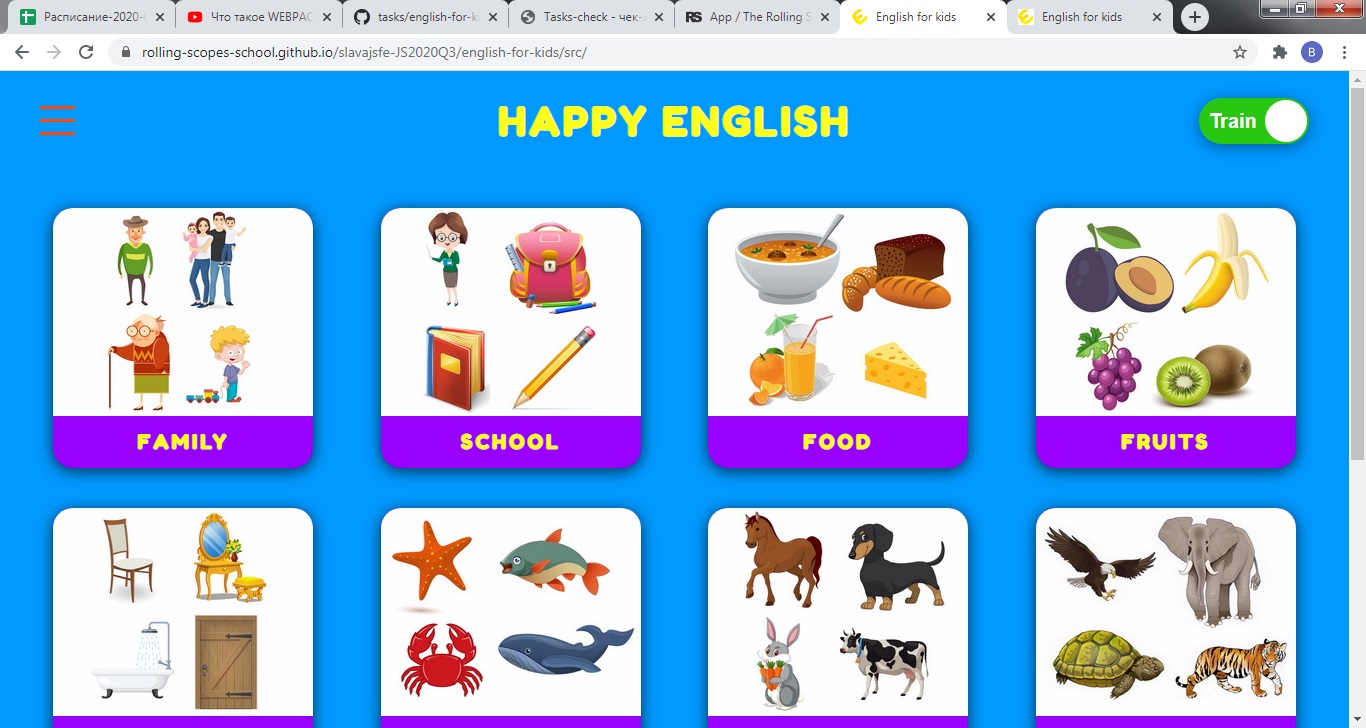 Расписание-2020-
Что такое WEBPAC
tasks/english-for-ki
Tasks-check - чек-
App / The Rolling S
English for kids
English for kids
B
rolling-scopes-school.github.io/slavajsfe-JS2020Q3/english-for-kids/src/
HAPPY ENGLISH
Train
FAMILY
SCHOOL
FOOD
FRUITS